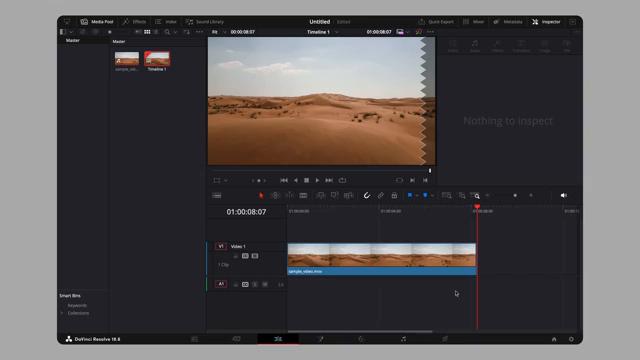 Media Pool Effects Index Sound Library Untitled Edited Quick Export Mixer Metadata Inspector
Master Master Fit 00:00:08:07 Timeline 1 01:00:08:07
sample_vid... Timeline 1
Nothing to inspect
01:00:08:07
01:00:00:00 01:00:04:00 01:00:08:00
V1 Video 1
1 Clip
sample_video.mov
A1
Smart Bins
Keywords
Collections
DaVinci Resolve 18.6